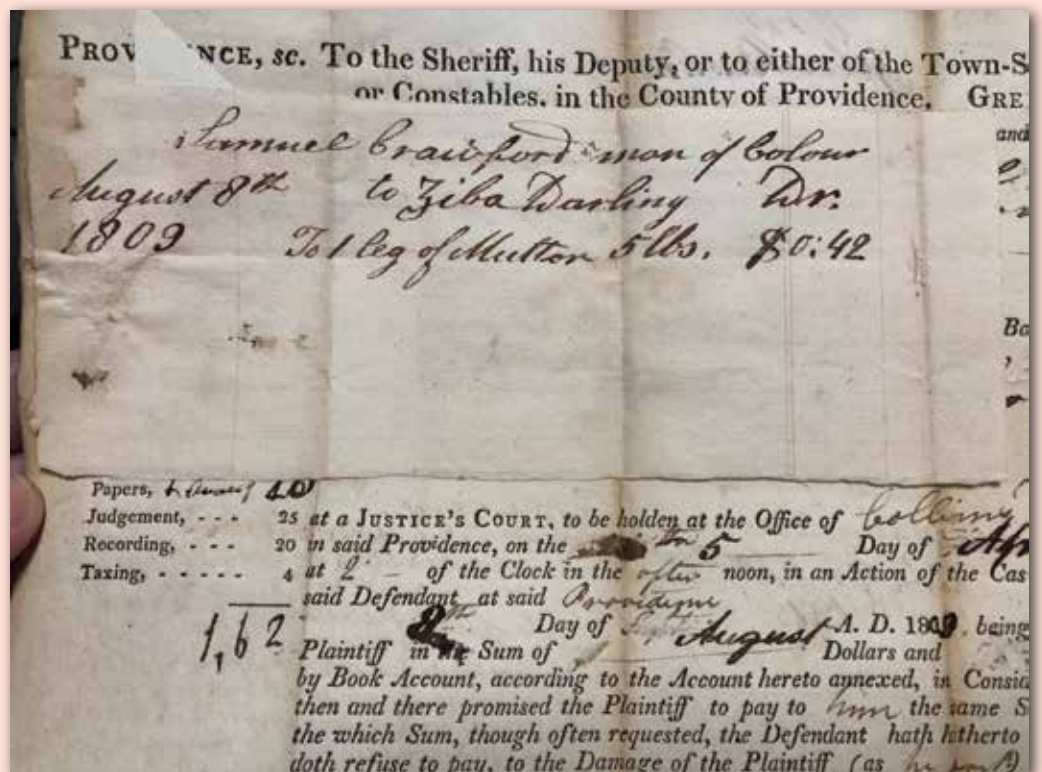 PROV NCE, sc. To the Sheriff, his Deputy, or to either of the Town-S
or Constables, in the County of Providence, GRE
and
Samuel Crawford man of Colour
August 8th to Ziba Darling Dr.
1809 To 1 leg of Mutton 5 lbs. $0:42
Bo
Papers, 40
Judgement, - - - 25 at a JUSTICE'S COURT, to be holden at the Office of
Recording, - - - 20 in said Providence, on the 5 Day of
Taxing, - - - - - 4 at 2 of the Clock in the after noon, in an Action of the Cas
said Defendant at said Providence
1,62 8th Day of August A. D. 1809. being
Plaintiff in the Sum of Dollars and
by Book Account, according to the Account hereto annexed, in Consid
then and there promised the Plaintiff to pay to him the same S
the which Sum, though often requested, the Defendant hath hitherto
doth refuse to pay, to the Damage of the Plaintiff (as